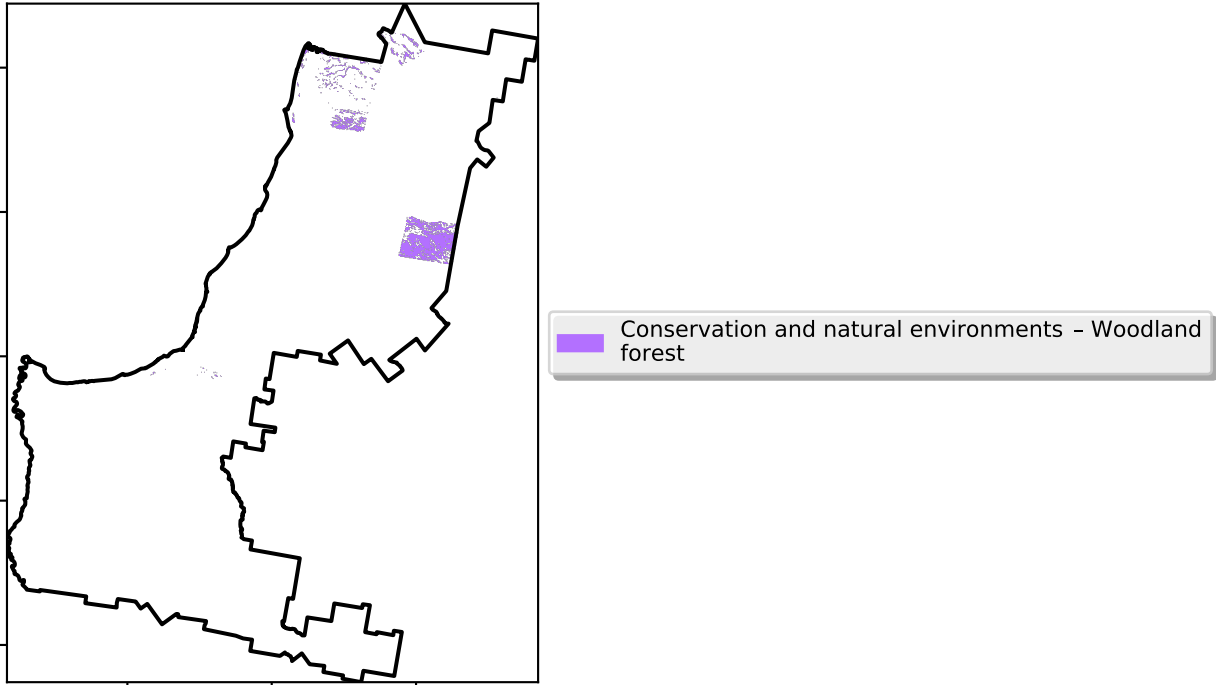 Conservation and natural environments – Woodland
forest